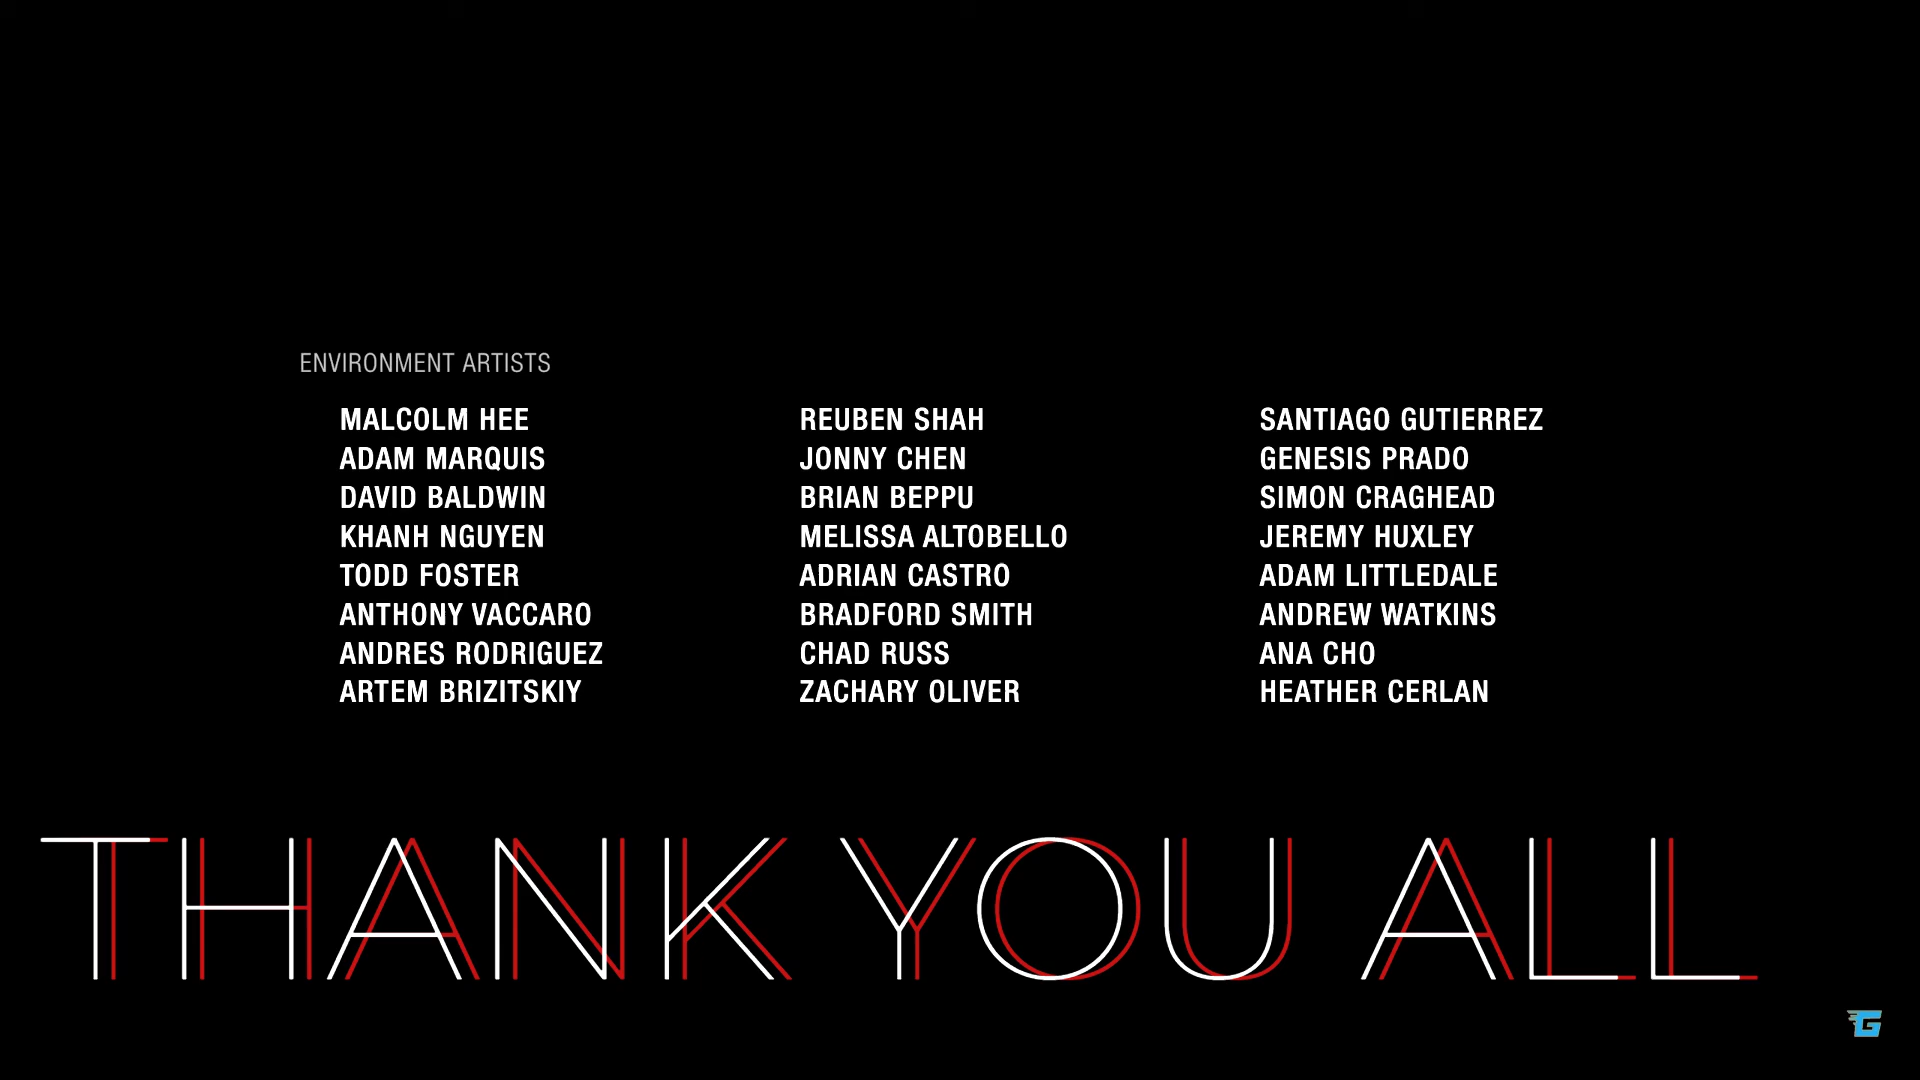 ENVIRONMENT ARTISTS
MALCOLM HEE
ADAM MARQUIS
DAVID BALDWIN
KHANH NGUYEN
TODD FOSTER
ANTHONY VACCARO
ANDRES RODRIGUEZ
ARTEM BRIZITSKIY
REUBEN SHAH
JONNY CHEN
BRIAN BEPPU
MELISSA ALTOBELLO
ADRIAN CASTRO
BRADFORD SMITH
CHAD RUSS
ZACHARY OLIVER
SANTIAGO GUTIERREZ
GENESIS PRADO
SIMON CRAGHEAD
JEREMY HUXLEY
ADAM LITTLEDALE
ANDREW WATKINS
ANA CHO
HEATHER CERLAN
THANK YOU ALL
G